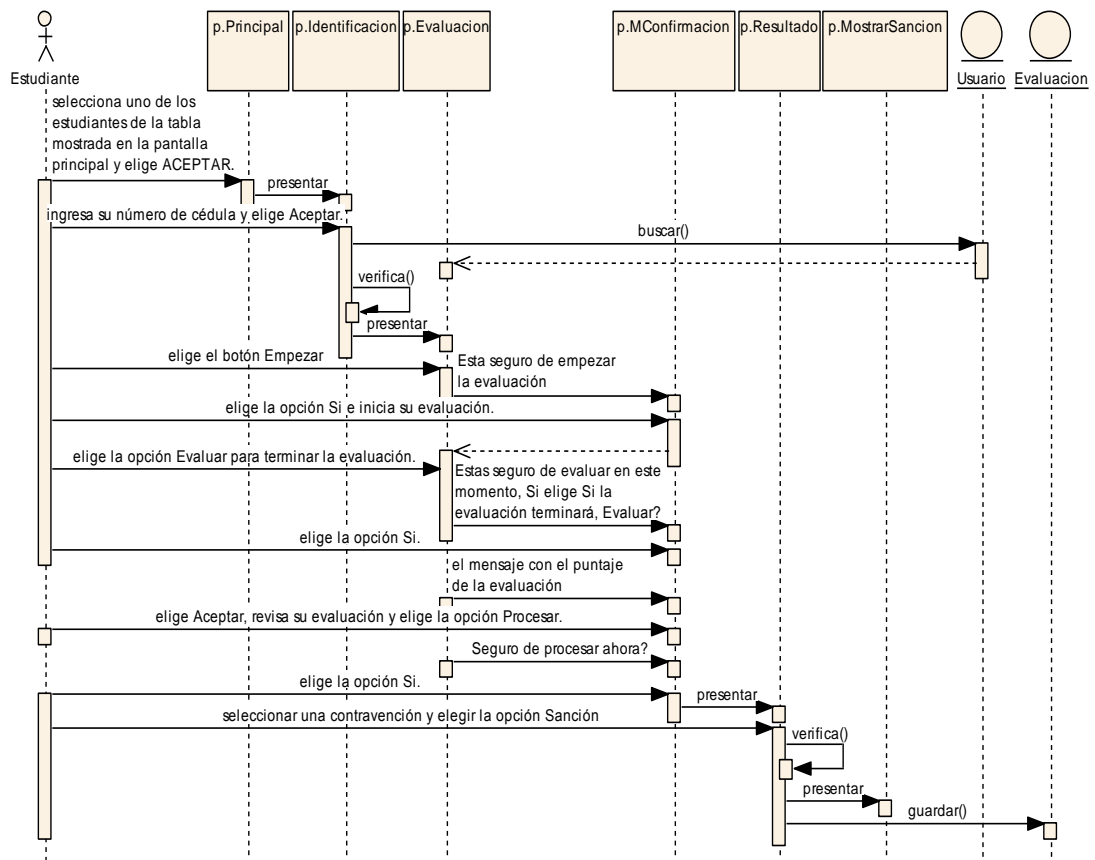 p.Principal
p.Identificacion
p.Evaluacion
p.MConfirmacion
p.Resultado
p.MostrarSancion
Estudiante
Usuario
Evaluacion
selecciona uno de los
estudiantes de la tabla
mostrada en la pantalla
principal y elige ACEPTAR.
presentar
ingresa su número de cédula y elige Aceptar.
buscar()
verifica()
presentar
elige el botón Empezar
Esta seguro de empezar
la evaluación
elige la opción Si e inicia su evaluación.
elige la opción Evaluar para terminar la evaluación.
Estas seguro de evaluar en este
momento, Si elige Si la
evaluación terminará, Evaluar?
elige la opción Si.
el mensaje con el puntaje
de la evaluación
elige Aceptar, revisa su evaluación y elige la opción Procesar.
Seguro de procesar ahora?
elige la opción Si.
presentar
seleccionar una contravención y elegir la opción Sanción
verifica()
presentar
guardar()